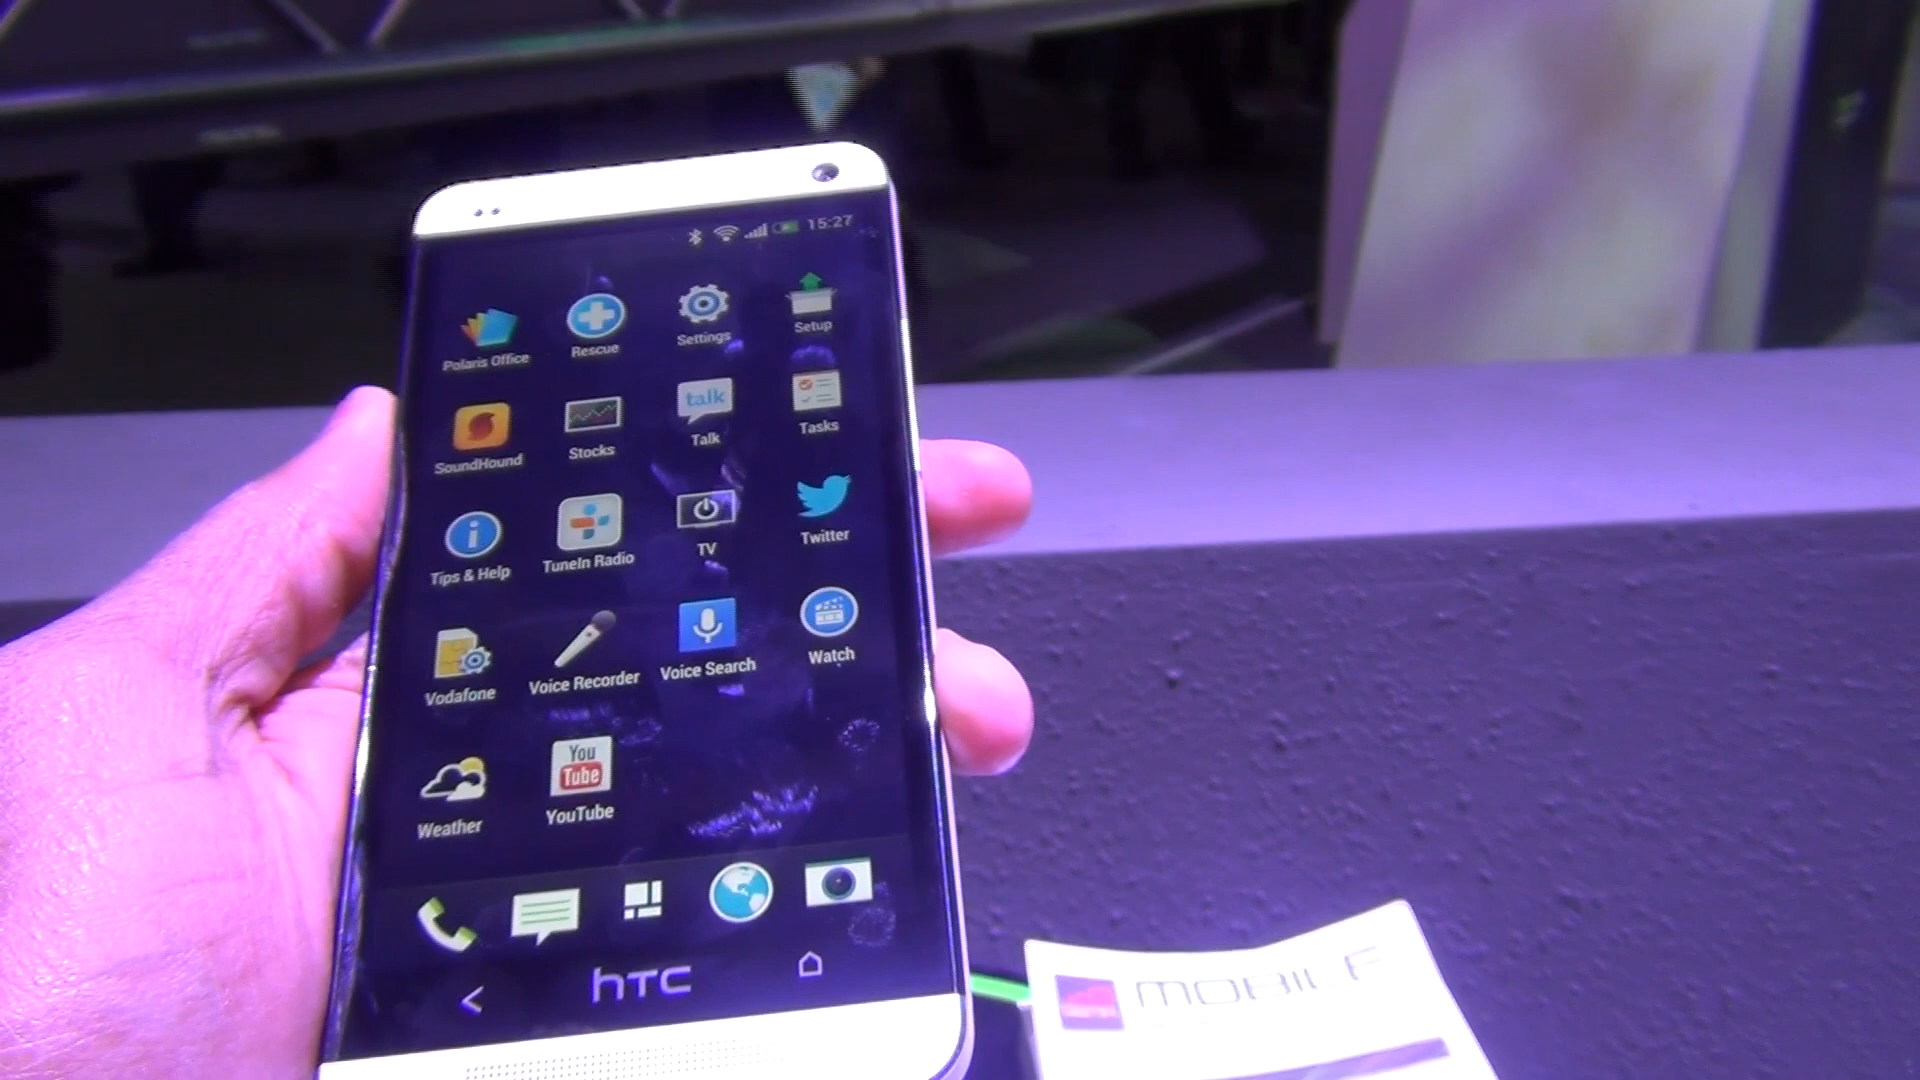 15:27
Polaris Office
Rescue
Settings
Setup
SoundHound
Stocks
talk
Talk
Tasks
Tips & Help
TuneIn Radio
TV
Twitter
Vodafone
Voice Recorder
Voice Search
Watch
Weather
You
Tube
YouTube
hTC
MOBIL